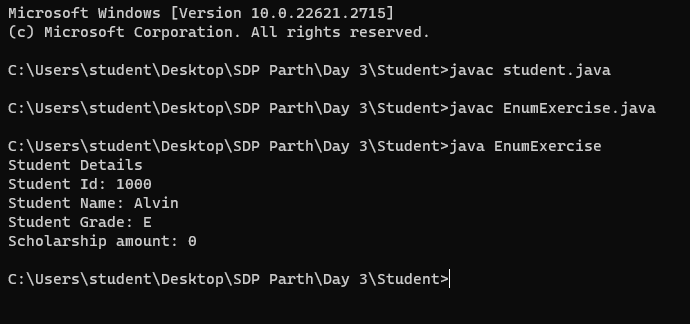 Microsoft Windows [Version 10.0.22621.2715]
(c) Microsoft Corporation. All rights reserved.
C:\Users\student\Desktop\SDP Parth\Day 3\Student>javac student.java
C:\Users\student\Desktop\SDP Parth\Day 3\Student>javac EnumExercise.java
C:\Users\student\Desktop\SDP Parth\Day 3\Student>java EnumExercise
Student Details
Student Id: 1000
Student Name: Alvin
Student Grade: E
Scholarship amount: 0
C:\Users\student\Desktop\SDP Parth\Day 3\Student>